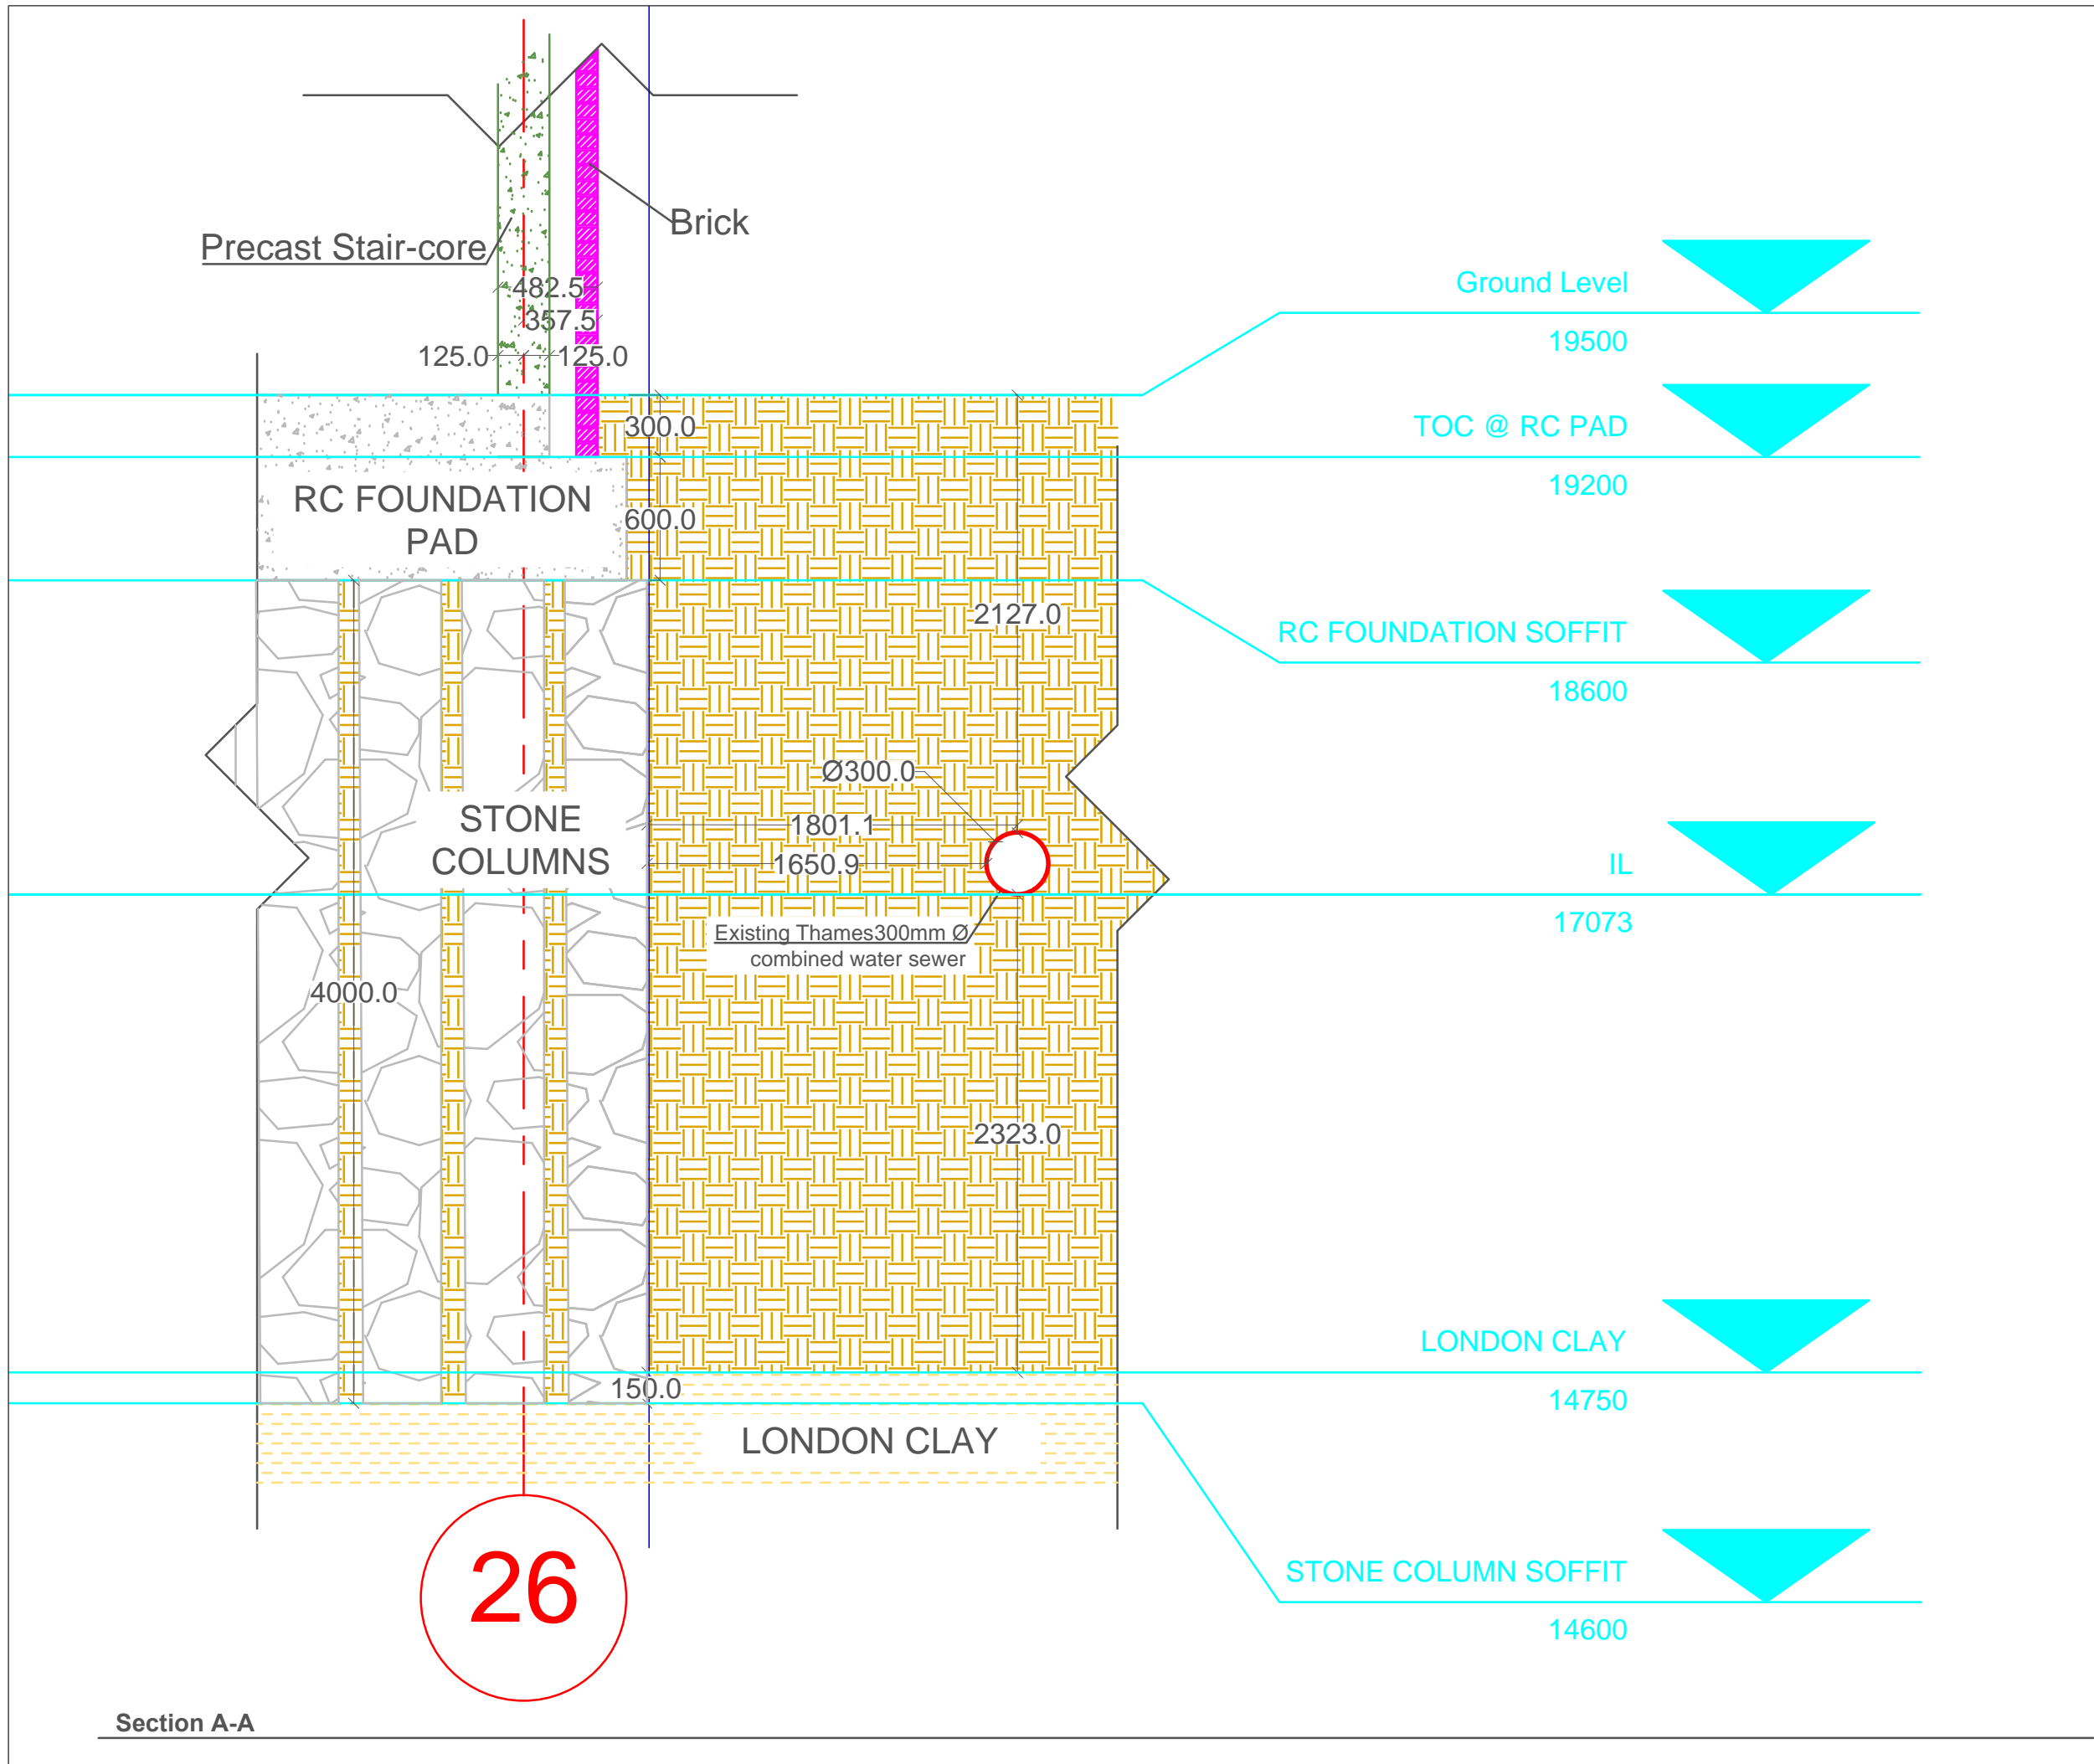 Brick
Precast Stair-core
482.5
357.5
125.0
125.0
Ground Level
19500
300.0
TOC @ RC PAD
19200
RC FOUNDATION
PAD
600.0
2127.0
RC FOUNDATION SOFFIT
18600
Ø300.0
STONE
COLUMNS
1801.1
1650.9
IL
17073
Existing Thames300mm Ø
combined water sewer
4000.0
2323.0
LONDON CLAY
14750
150.0
LONDON CLAY
26
STONE COLUMN SOFFIT
14600
Section A-A